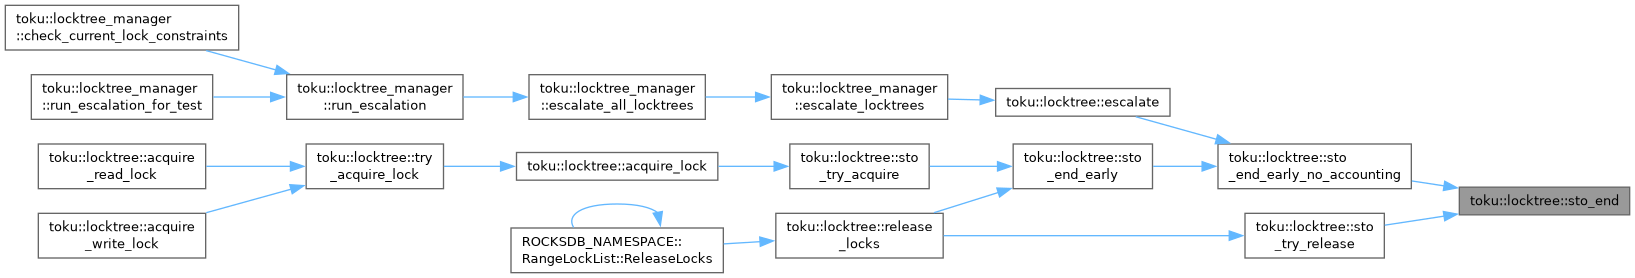 toku::locktree_manager
::check_current_lock_constraints
toku::locktree_manager
::run_escalation_for_test
toku::locktree_manager
::run_escalation
toku::locktree_manager
::escalate_all_locktrees
toku::locktree_manager
::escalate_locktrees
toku::locktree::escalate
toku::locktree::acquire
_read_lock
toku::locktree::try
_acquire_lock
toku::locktree::acquire_lock
toku::locktree::sto
_try_acquire
toku::locktree::sto
_end_early
toku::locktree::sto
_end_early_no_accounting
toku::locktree::sto_end
toku::locktree::acquire
_write_lock
ROCKSDB_NAMESPACE::
RangeLockList::ReleaseLocks
toku::locktree::release
_locks
toku::locktree::sto
_try_release